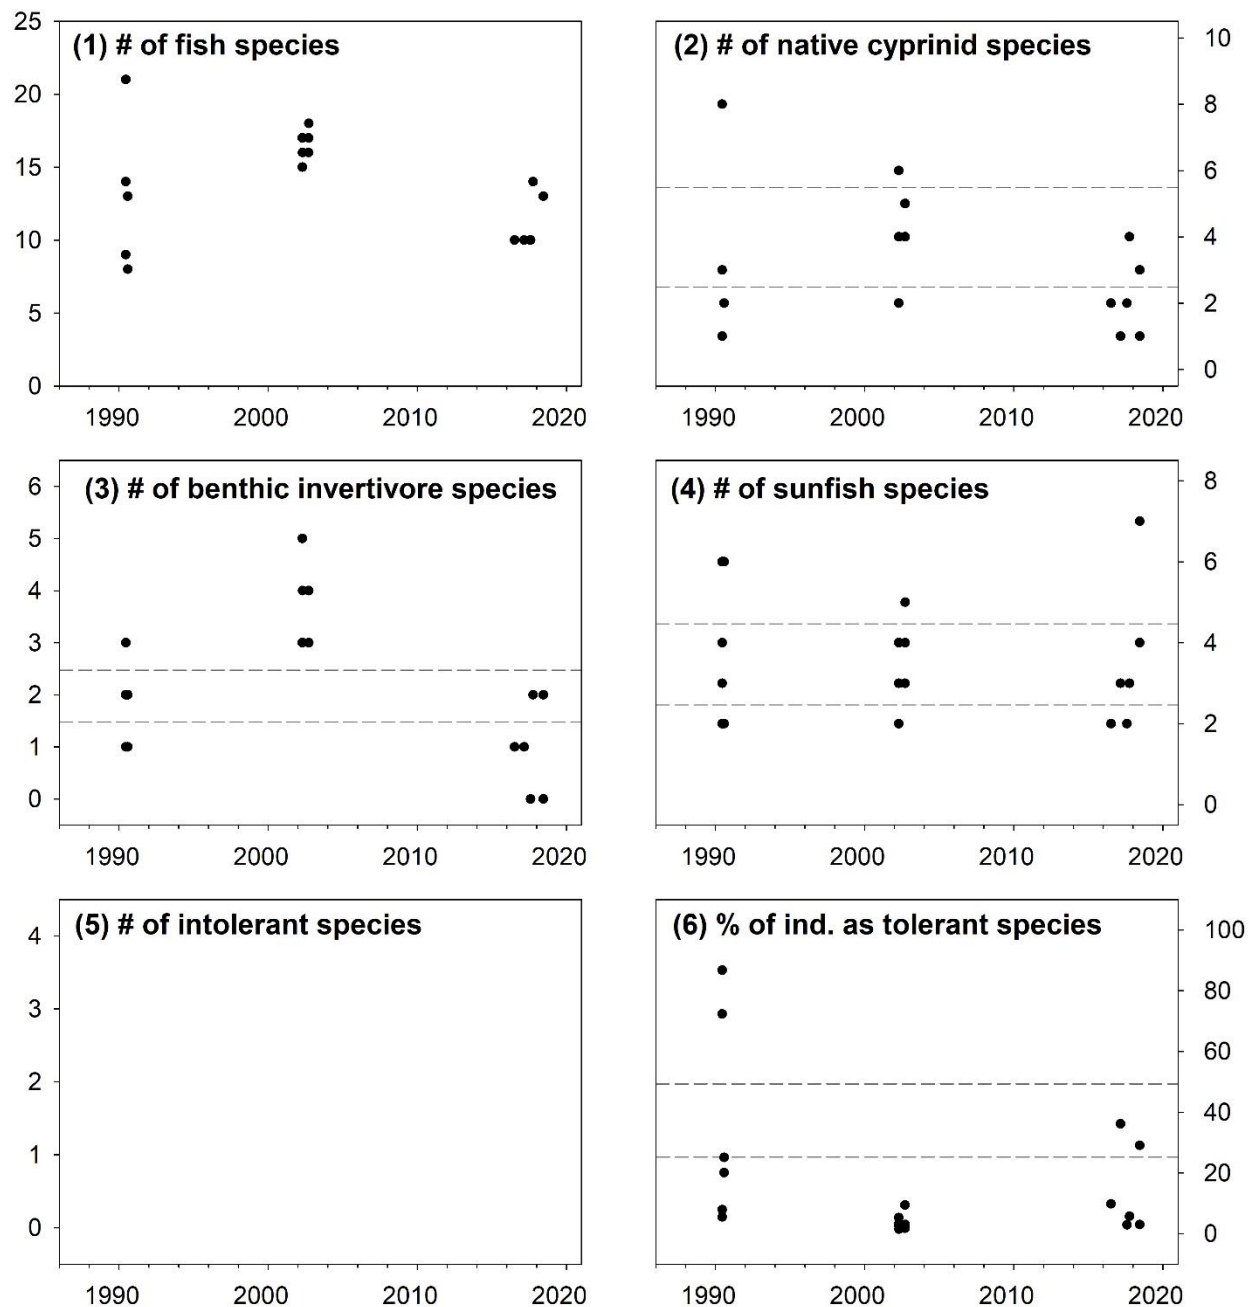 (1) # of fish species
25
20
15
10
5
0
1990 2000 2010 2020
(2) # of native cyprinid species
10
8
6
4
2
0
1990 2000 2010 2020
(3) # of benthic invertivore species
6
5
4
3
2
1
0
1990 2000 2010 2020
(4) # of sunfish species
8
6
4
2
0
1990 2000 2010 2020
(5) # of intolerant species
4
3
2
1
0
1990 2000 2010 2020
(6) % of ind. as tolerant species
100
80
60
40
20
0
1990 2000 2010 2020